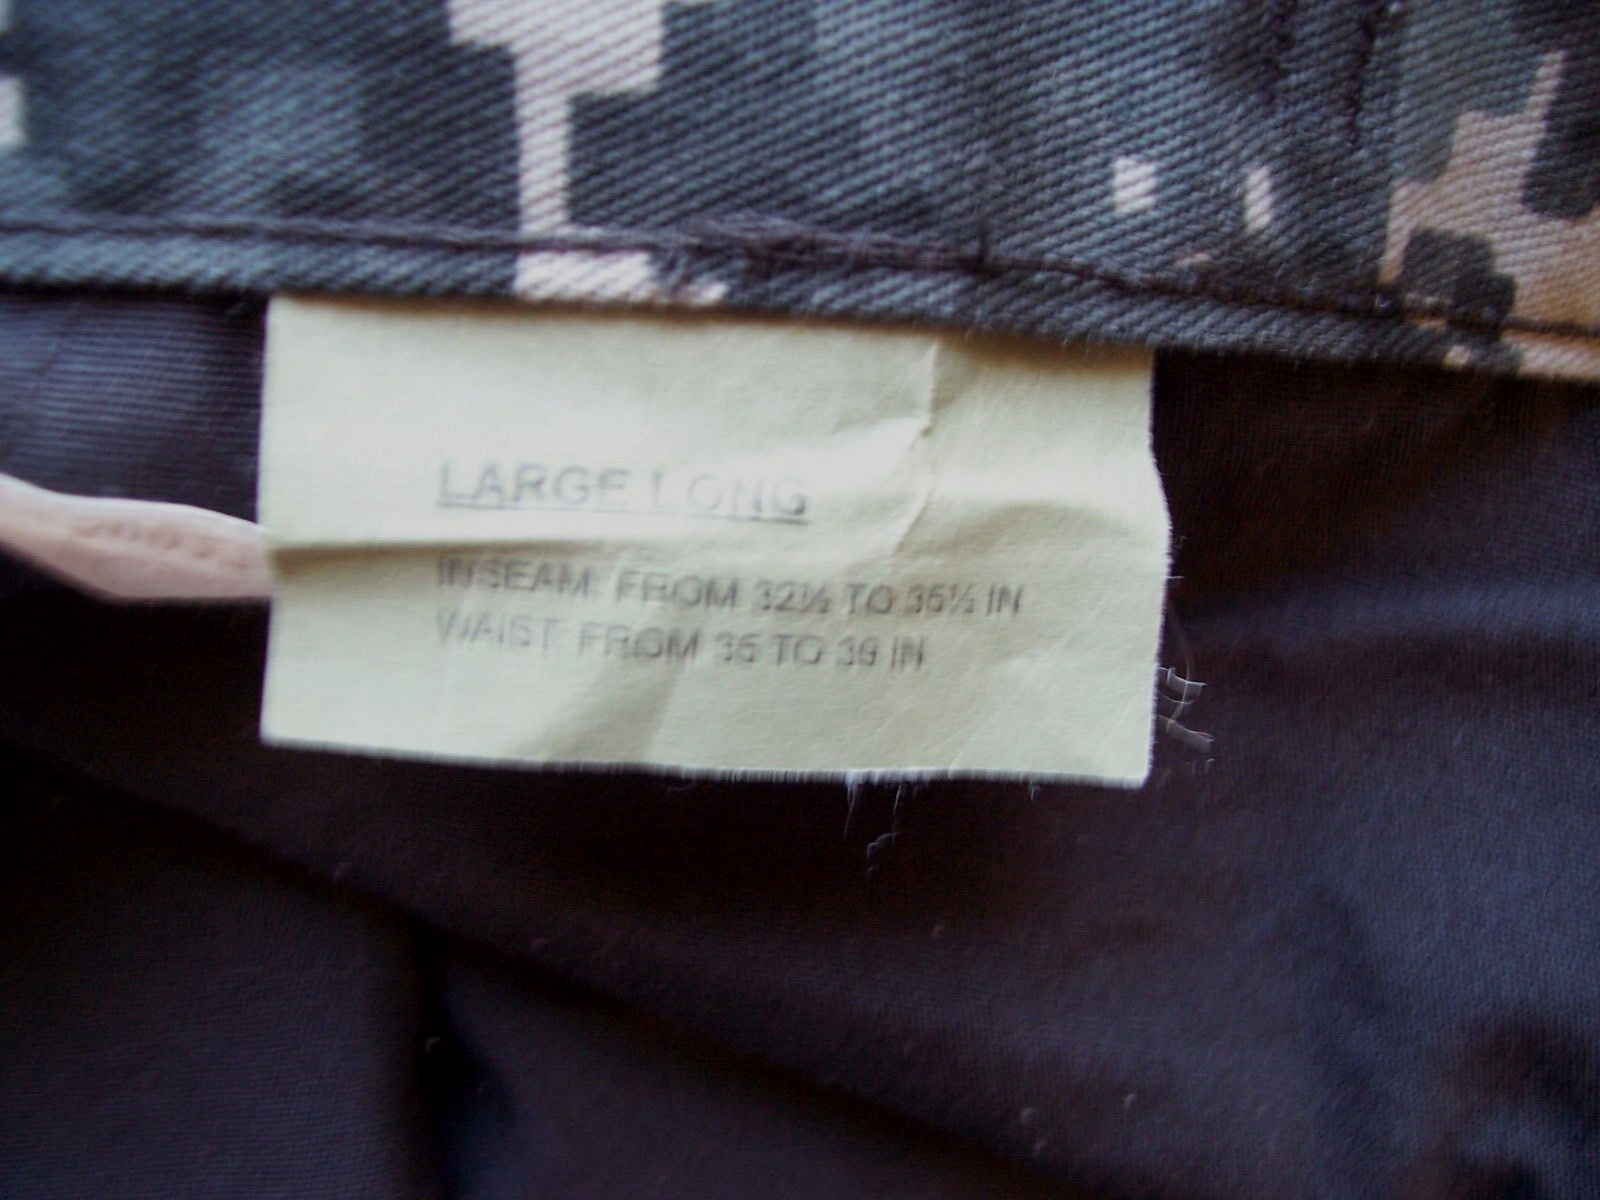 LARGE LONG
INSEAM: FROM 32½ TO 35½ IN
WAIST: FROM 35 TO 39 IN